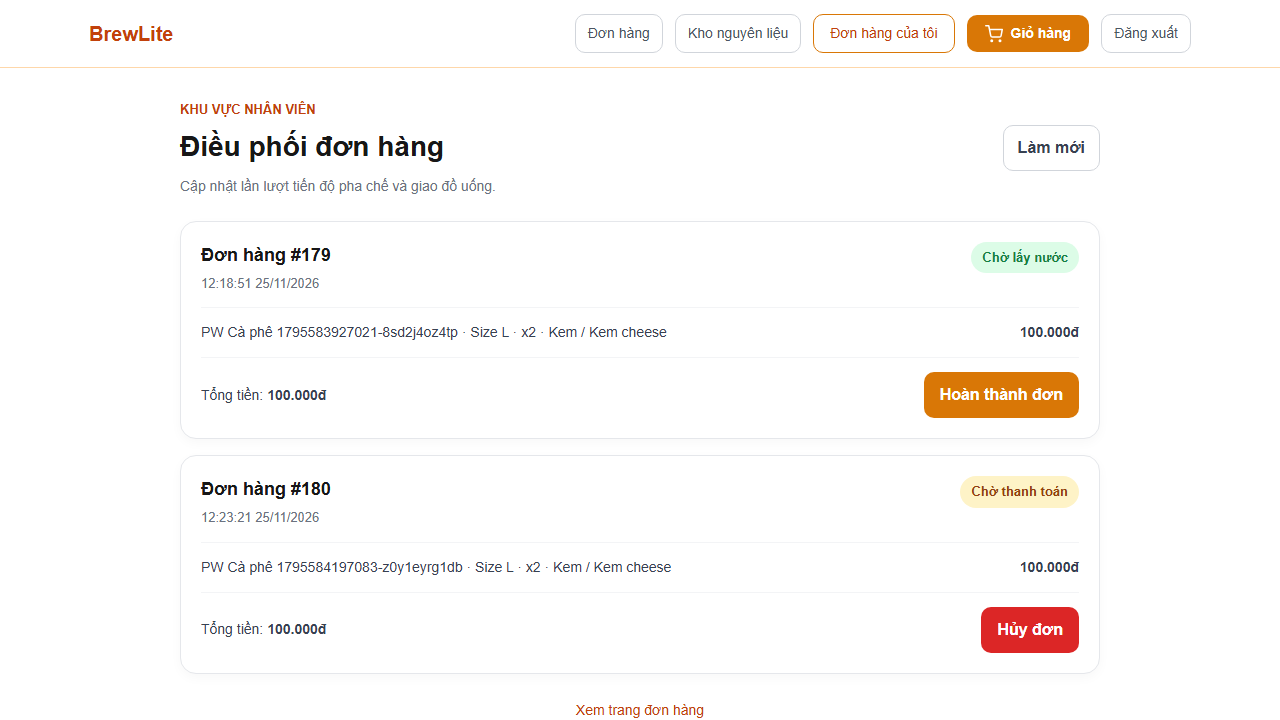 BrewLite
Đơn hàng
Kho nguyên liệu
Đơn hàng của tôi
Giỏ hàng
Đăng xuất
KHU VỰC NHÂN VIÊN
Điều phối đơn hàng
Làm mới
Cập nhật lần lượt tiến độ pha chế và giao đồ uống.
Đơn hàng #179
Chờ lấy nước
12:18:51 25/11/2026
PW Cà phê 1795583927021-8sd2j4oz4tp · Size L · x2 · Kem / Kem cheese
100.000đ
Tổng tiền: 100.000đ
Hoàn thành đơn
Đơn hàng #180
Chờ thanh toán
12:23:21 25/11/2026
PW Cà phê 1795584197083-z0y1eyrg1db · Size L · x2 · Kem / Kem cheese
100.000đ
Tổng tiền: 100.000đ
Hủy đơn
Xem trang đơn hàng